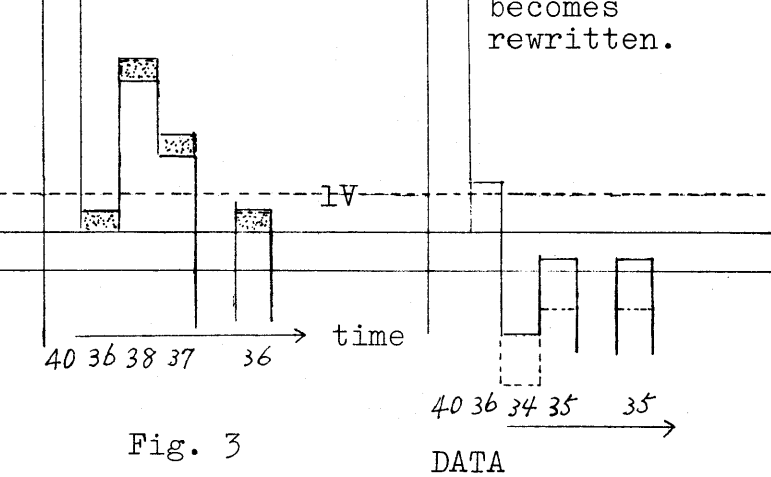 becomes
rewritten.
1V
time
40 36 38 37 36
40 36 34 35 35
Fig. 3
DATA